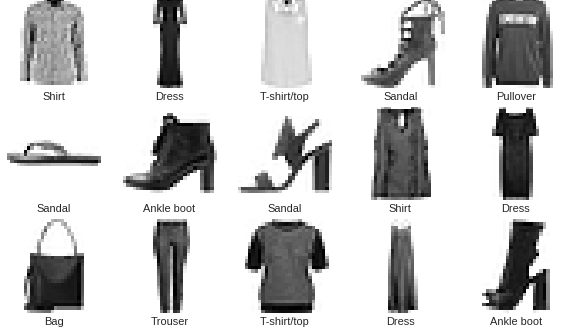 Shirt
Dress
T-shirt/top
Sandal
Pullover
Sandal
Ankle boot
Sandal
Shirt
Dress
Bag
Trouser
T-shirt/top
Dress
Ankle boot